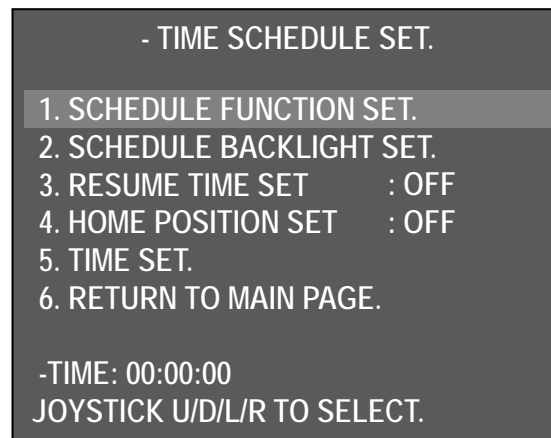 - TIME SCHEDULE SET.
1. SCHEDULE FUNCTION SET.
2. SCHEDULE BACKLIGHT SET.
3. RESUME TIME SET : OFF
4. HOME POSITION SET : OFF
5. TIME SET.
6. RETURN TO MAIN PAGE.
-TIME: 00:00:00
JOYSTICK U/D/L/R TO SELECT.